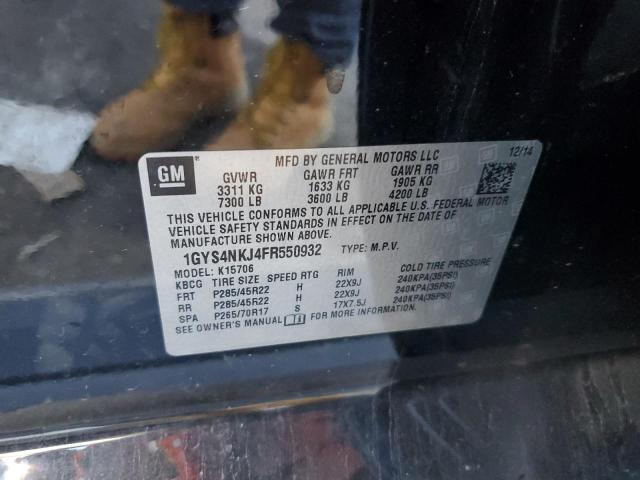 GM ®
MFD BY GENERAL MOTORS LLC 12/14
GVWR GAWR FRT GAWR RR
3311 KG 1633 KG 1905 KG
7300 LB 3600 LB 4200 LB
THIS VEHICLE CONFORMS TO ALL APPLICABLE U.S. FEDERAL MOTOR
VEHICLE SAFETY STANDARDS IN EFFECT ON THE DATE OF
MANUFACTURE SHOWN ABOVE.
1GYS4NKJ4FR550932 TYPE: M.P.V.
MODEL: K15706
KBCG TIRE SIZE SPEED RTG RIM COLD TIRE PRESSURE
FRT P285/45R22 H 22X9J 240KPA(35PSI)
RR P285/45R22 H 22X9J 240KPA(35PSI)
SPA P265/70R17 S 17X7.5J 240KPA(35PSI)
SEE OWNER'S MANUAL FOR MORE INFORMATION.